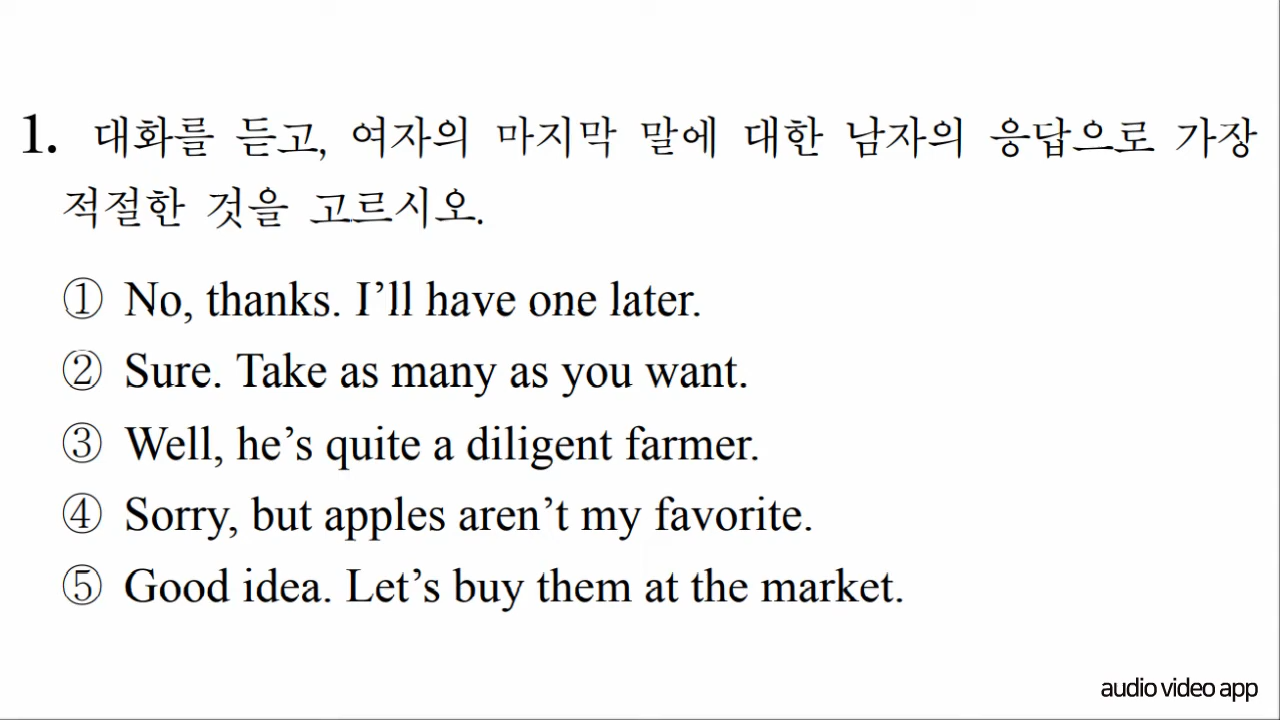 1. 대화를 듣고, 여자의 마지막 말에 대한 남자의 응답으로 가장
적절한 것을 고르시오.
① No, thanks. I’ll have one later.
② Sure. Take as many as you want.
③ Well, he’s quite a diligent farmer.
④ Sorry, but apples aren’t my favorite.
⑤ Good idea. Let’s buy them at the market.
audio video app